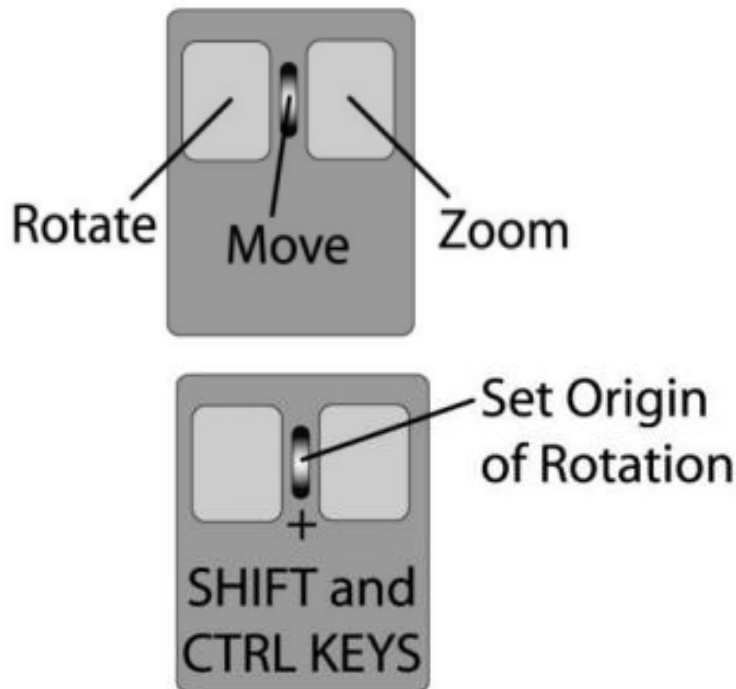 Rotate
Move
Zoom
Set Origin
of Rotation
+
SHIFT and
CTRL KEYS